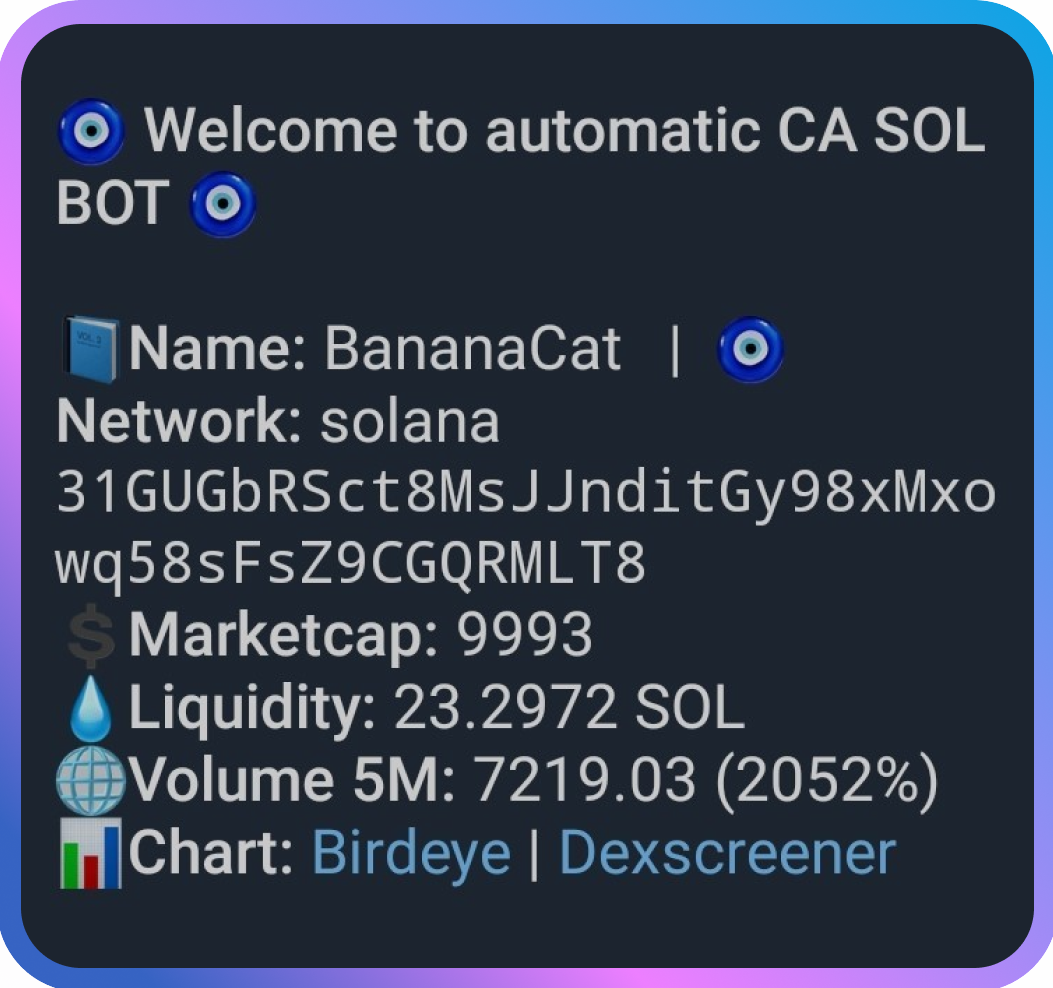 🧿 Welcome to automatic CA SOL
BOT 🧿
📘Name: BananaCat | 🧿
Network: solana
31GUGbRSct8MsJJnditGy98xMxo
wq58sFsZ9CGQRMLT8
💲Marketcap: 9993
💧Liquidity: 23.2972 SOL
🌐Volume 5M: 7219.03 (2052%)
📊Chart: Birdeye | Dexscreener